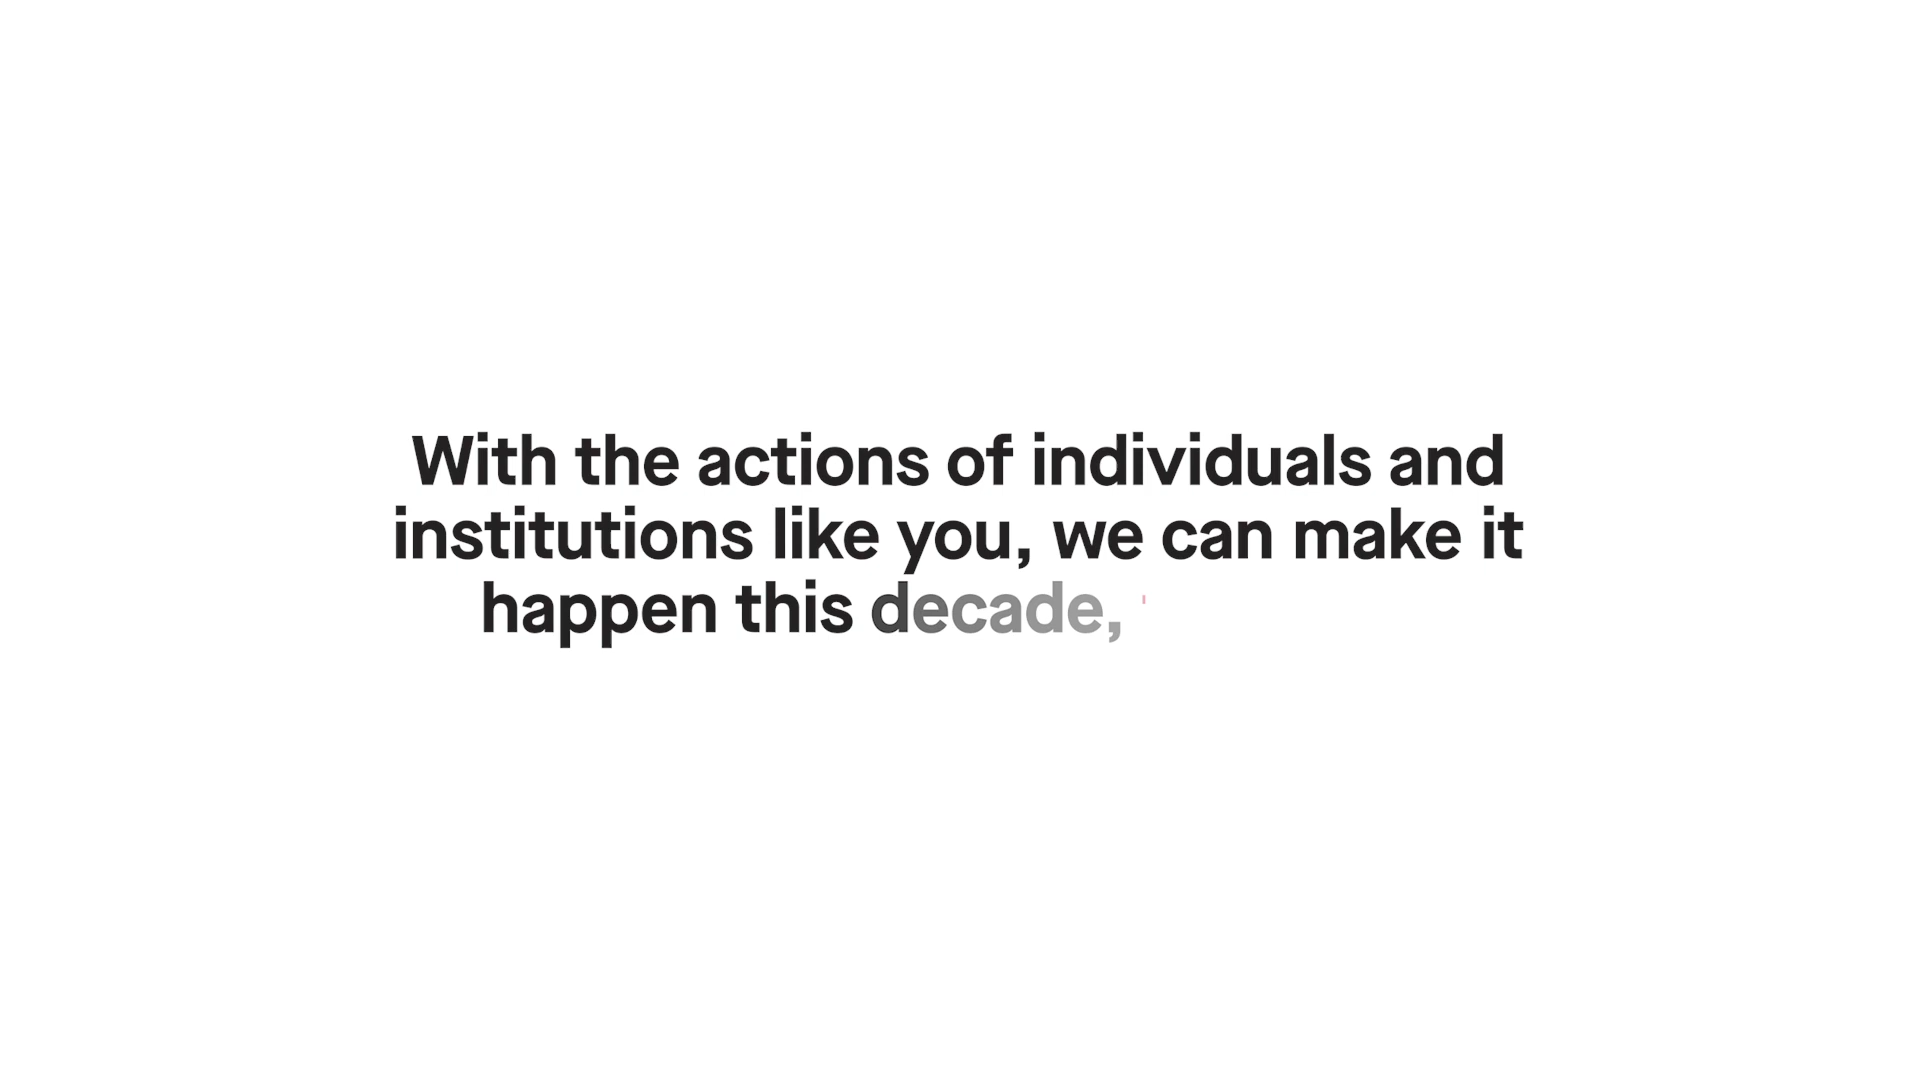 With the actions of individuals and
institutions like you, we can make it
happen this decade,